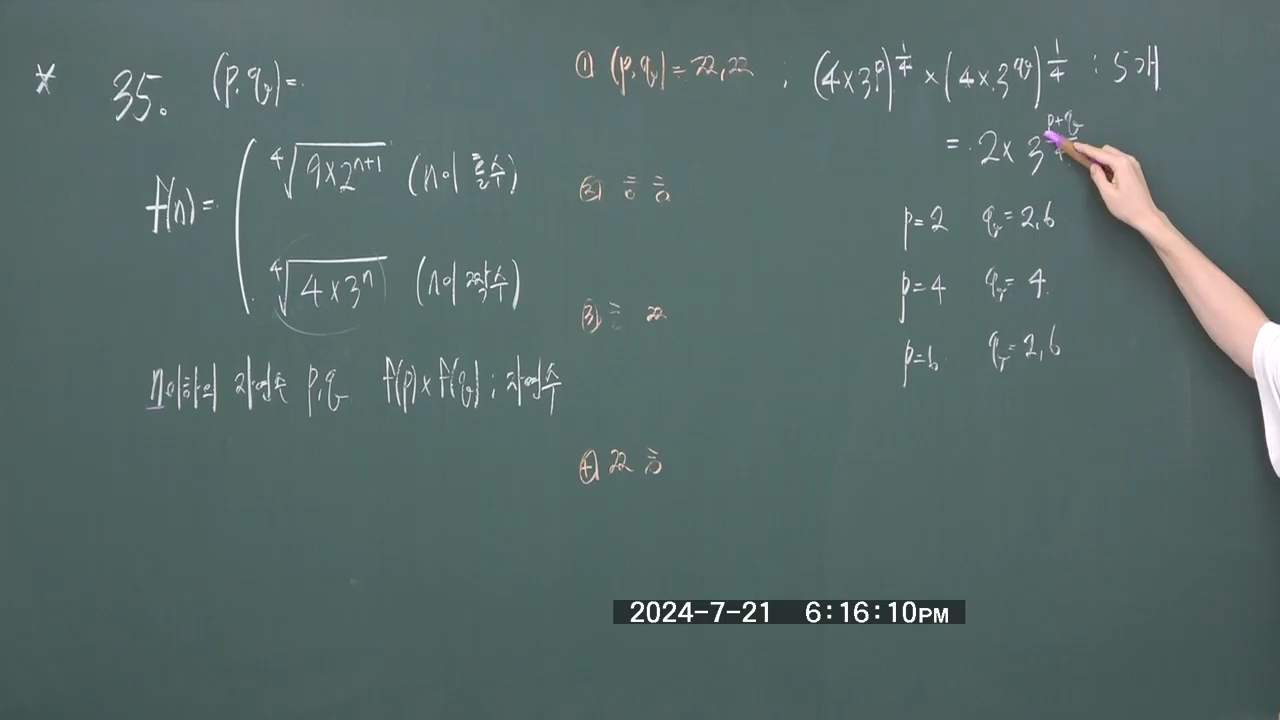 * 35. (p,q)=
f(n)=
⁴√(9×2ⁿ⁺¹) (n이 홀수)
⁴√(4×3ⁿ) (n이 짝수)
이하의 자연수 p,q f(p)×f(q) ; 자연수
① (p,q)=짝,짝 ; (4×3ᵖ)^(1/4) × (4×3^q)^(1/4) : 5개
= 2×3^((p+q)/4)
p=2 q=2,6
p=4 q=4
p=6 q=2,6
② 홀 홀
③ 홀 짝
④ 짝 홀
2024-7-21 6:16:10PM